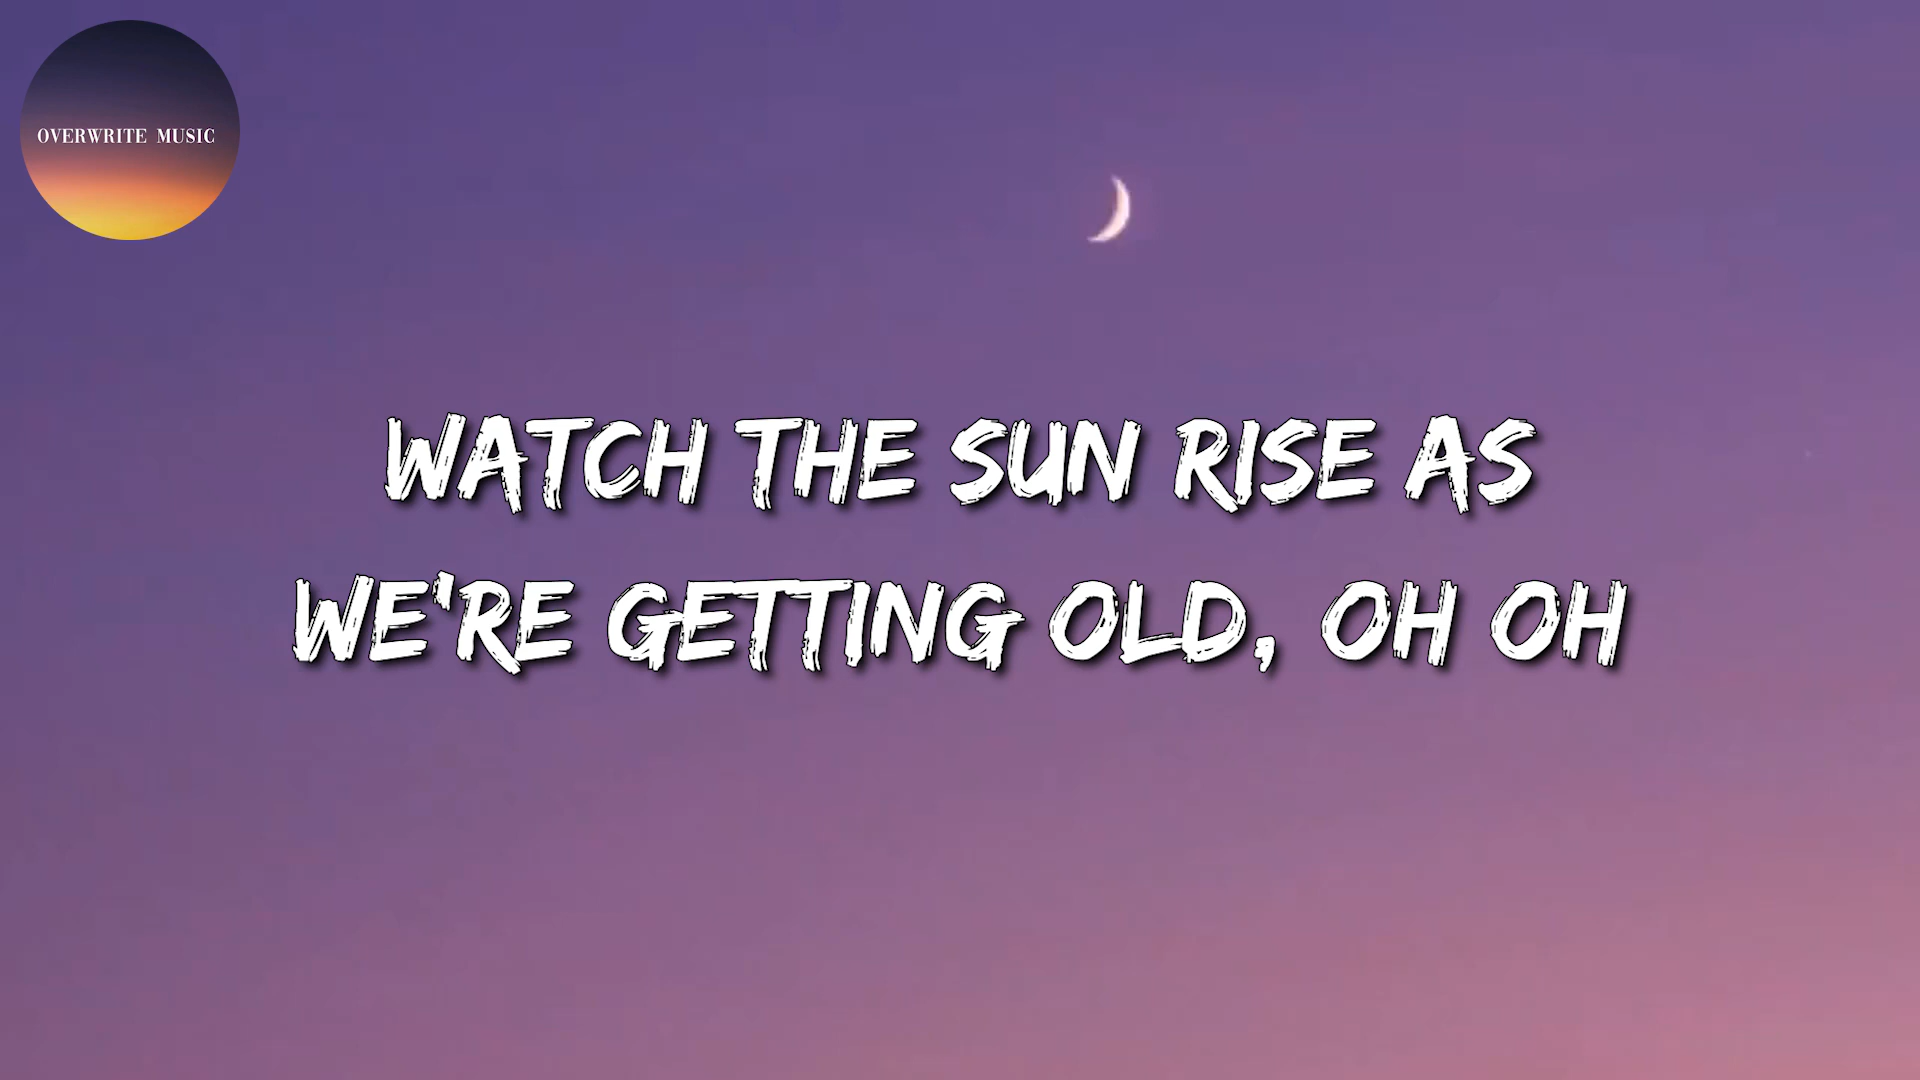 OVERWRITE MUSIC
WATCH THE SUN RISE AS
WE'RE GETTING OLD, OH OH